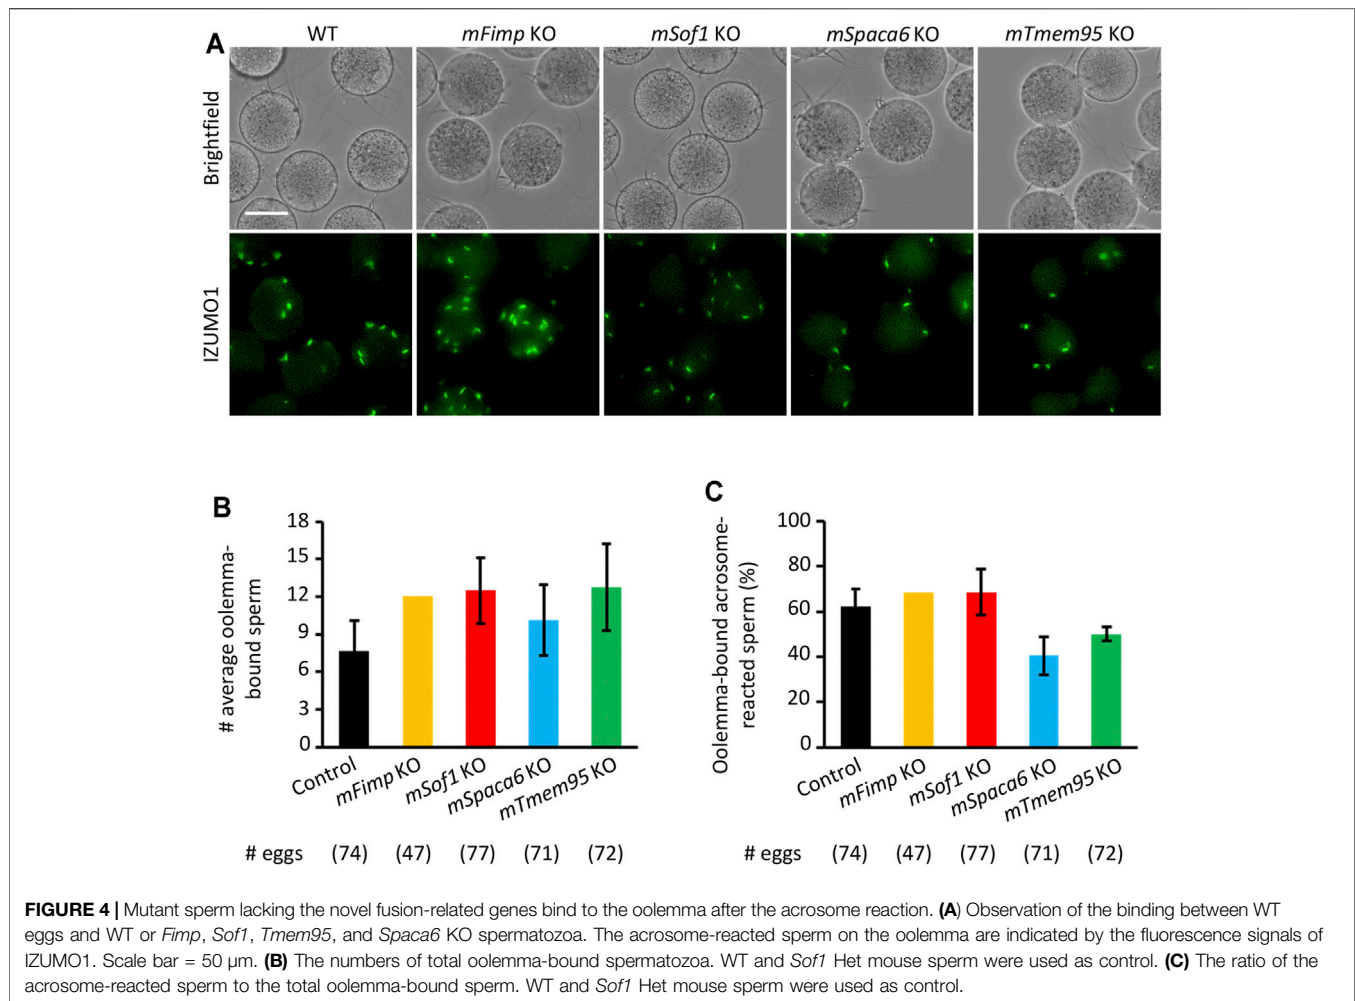 A
WT
mFimp KO
mSof1 KO
mSpaca6 KO
mTmem95 KO
Brightfield
IZUMO1
B
# average oolemma-
bound sperm
18
15
12
9
6
3
0
Control
mFimp KO
mSof1 KO
mSpaca6 KO
mTmem95 KO
# eggs (74) (47) (77) (71) (72)
C
Oolemma-bound acrosome-
reacted sperm (%)
100
80
60
40
20
0
Control
mFimp KO
mSof1 KO
mSpaca6 KO
mTmem95 KO
# eggs (74) (47) (77) (71) (72)
FIGURE 4 | Mutant sperm lacking the novel fusion-related genes bind to the oolemma after the acrosome reaction. (A) Observation of the binding between WT
eggs and WT or Fimp, Sof1, Tmem95, and Spaca6 KO spermatozoa. The acrosome-reacted sperm on the oolemma are indicated by the fluorescence signals of
IZUMO1. Scale bar = 50 μm. (B) The numbers of total oolemma-bound spermatozoa. WT and Sof1 Het mouse sperm were used as control. (C) The ratio of the
acrosome-reacted sperm to the total oolemma-bound sperm. WT and Sof1 Het mouse sperm were used as control.